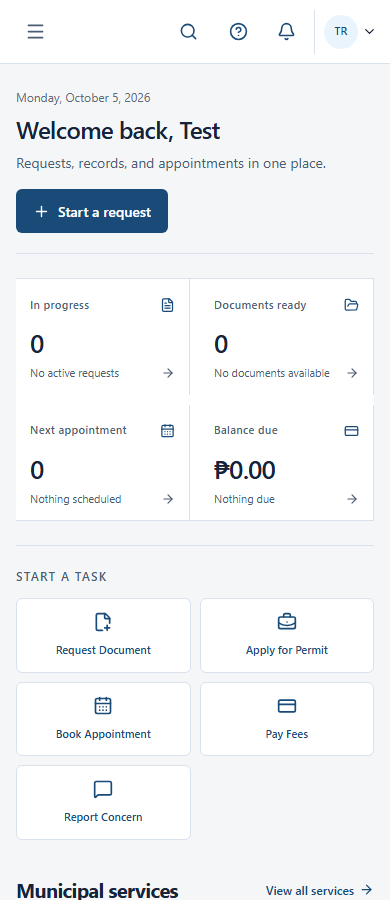 TR
Monday, October 5, 2026
Welcome back, Test
Requests, records, and appointments in one place.
Start a request
In progress
0
No active requests
Documents ready
0
No documents available
Next appointment
0
Nothing scheduled
Balance due
₱0.00
Nothing due
START A TASK
Request Document
Apply for Permit
Book Appointment
Pay Fees
Report Concern
Municipal services
View all services